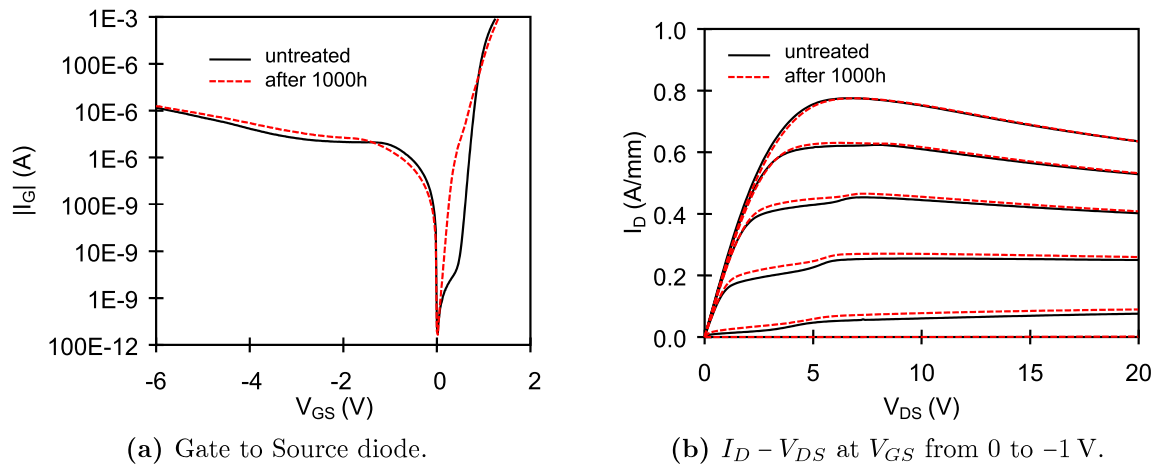 1E-3
100E-6
10E-6
1E-6
100E-9
10E-9
1E-9
100E-12
|I_G| (A)
untreated
after 1000h
-6
-4
-2
0
2
V_GS (V)
(a) Gate to Source diode.
1.0
0.8
0.6
0.4
0.2
0.0
I_D (A/mm)
untreated
after 1000h
0
5
10
15
20
V_DS (V)
(b) I_D – V_DS at V_GS from 0 to –1 V.